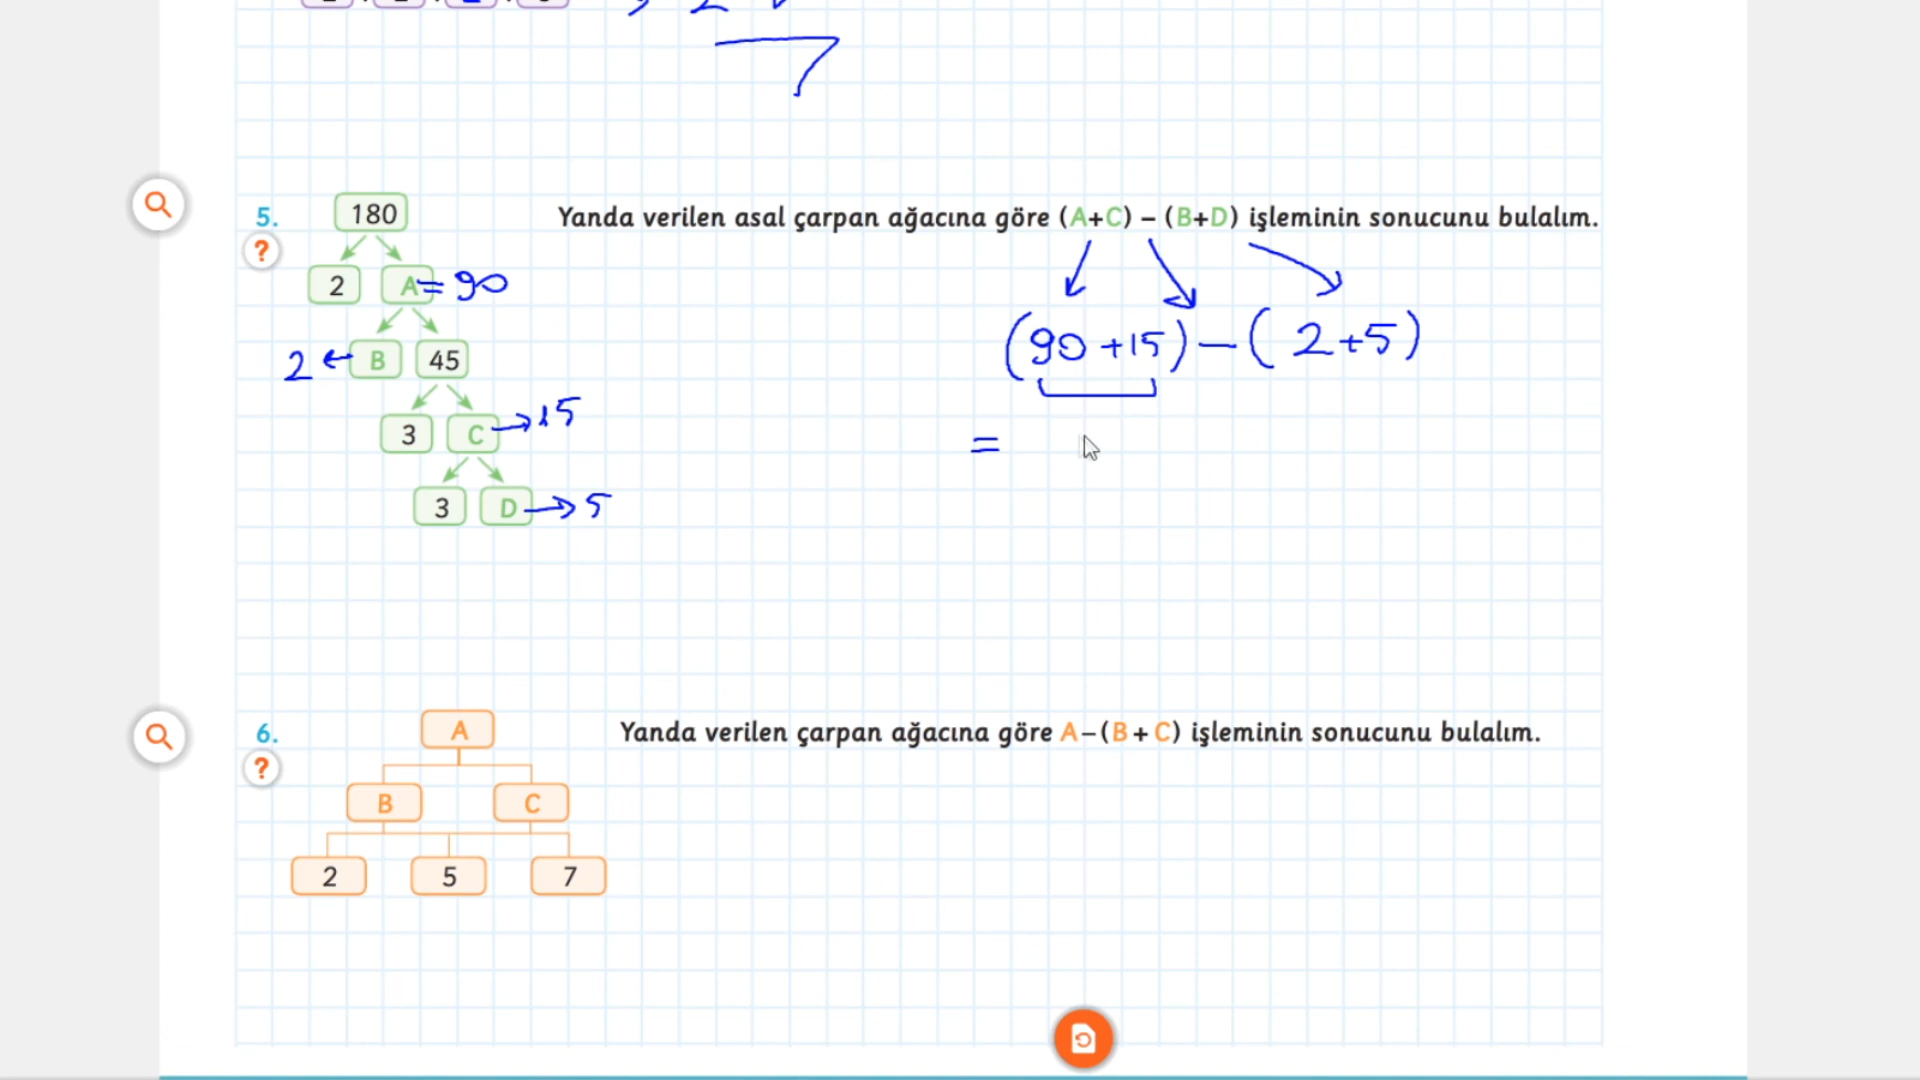 7
5. 180 Yanda verilen asal çarpan ağacına göre (A+C) – (B+D) işleminin sonucunu bulalım.
?
2 A = 90
(90 + 15) – ( 2 + 5 )
2 ← B 45
3 C → 15
=
3 D → 5
6. A Yanda verilen çarpan ağacına göre A–(B + C) işleminin sonucunu bulalım.
?
B C
2 5 7